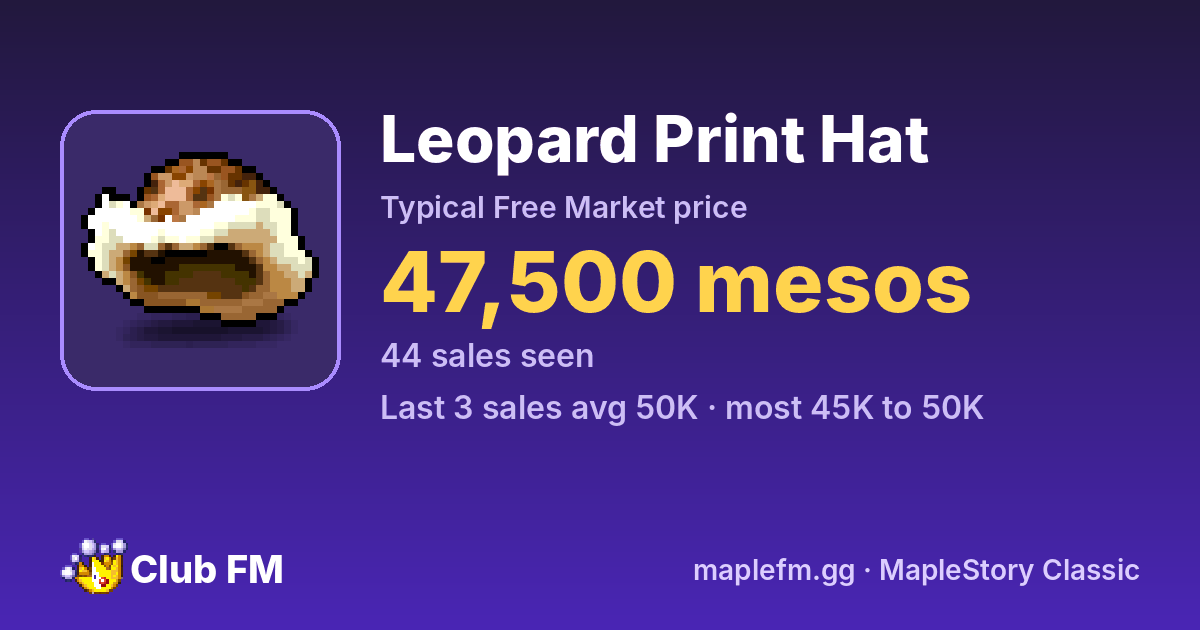 Leopard Print Hat
Typical Free Market price
47,500 mesos
44 sales seen
Last 3 sales avg 50K · most 45K to 50K
Club FM
maplefm.gg · MapleStory Classic